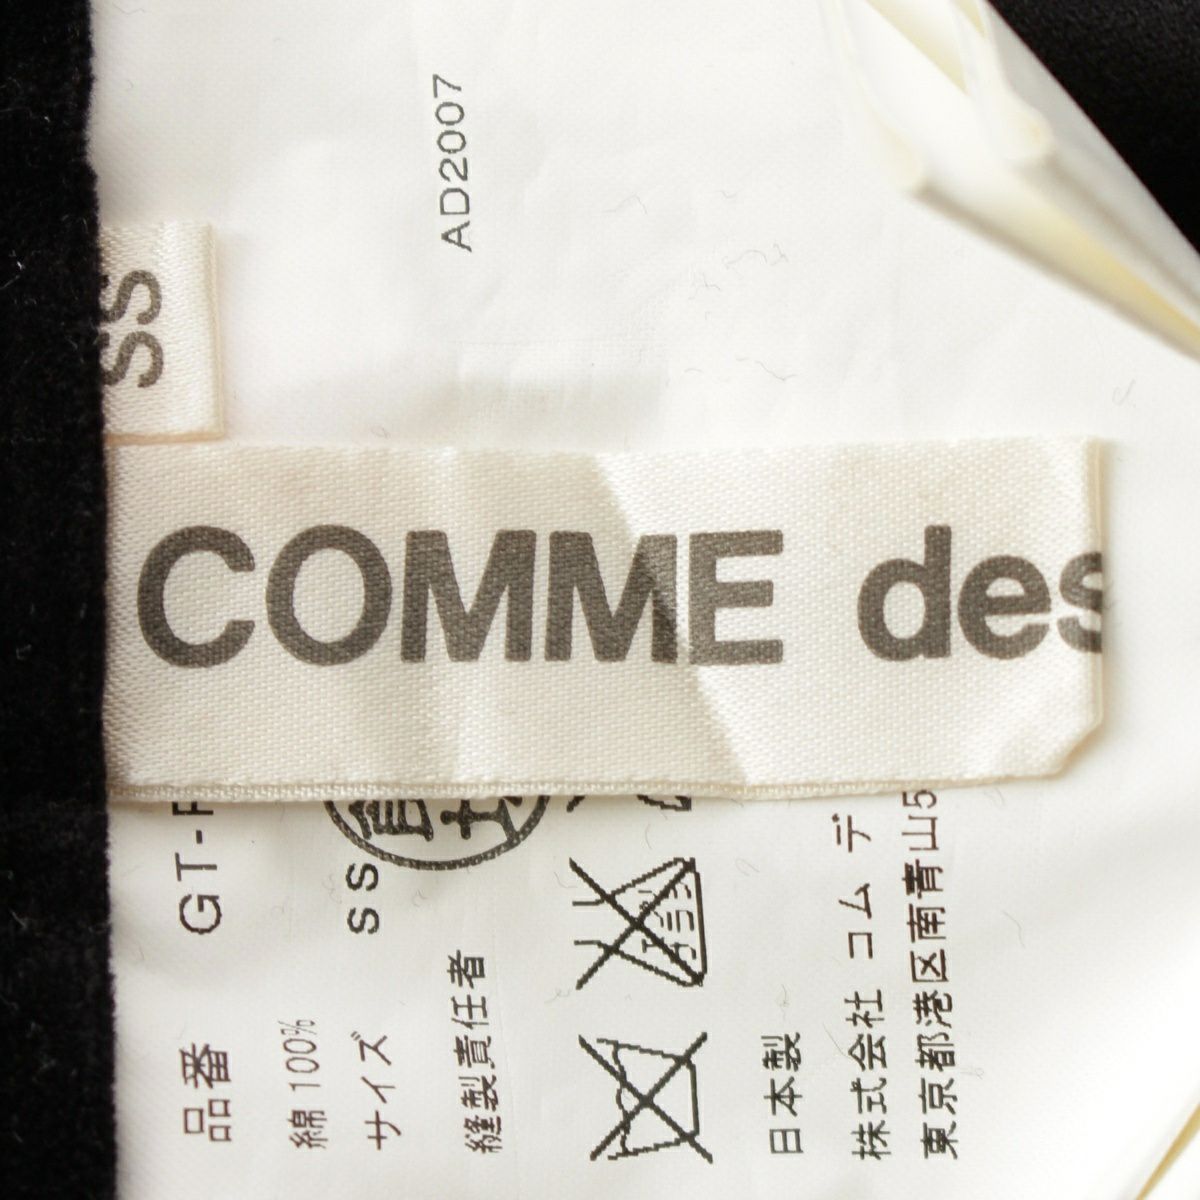 AD2007
SS
COMME des
品番 GT-P
綿 100%
サイズ SS
縫製責任者
日本製
株式会社 コム デ
東京都港区南青山5